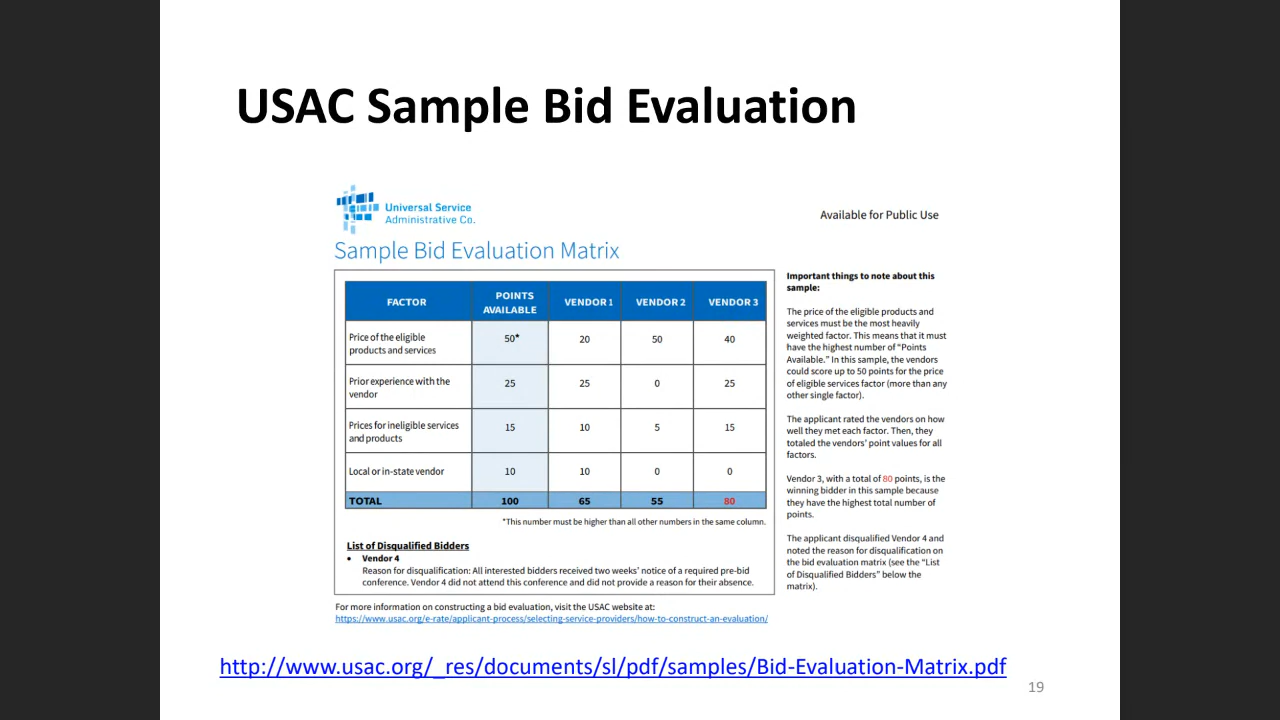 USAC Sample Bid Evaluation
Universal Service
Administrative Co.
Available for Public Use
Sample Bid Evaluation Matrix
FACTOR
POINTS
AVAILABLE
VENDOR 1
VENDOR 2
VENDOR 3
Price of the eligible
products and services
50*
20
50
40
Prior experience with the
vendor
25
25
0
25
Prices for ineligible services
and products
15
10
5
15
Local or in-state vendor
10
10
0
0
TOTAL
100
65
55
80
*This number must be higher than all other numbers in the same column.
List of Disqualified Bidders
• Vendor 4
Reason for disqualification: All interested bidders received two weeks' notice of a required pre-bid
conference. Vendor 4 did not attend this conference and did not provide a reason for their absence.
For more information on constructing a bid evaluation, visit the USAC website at:
https://www.usac.org/e-rate/applicant-process/selecting-service-providers/how-to-construct-an-evaluation/
Important things to note about this
sample:
The price of the eligible products and
services must be the most heavily
weighted factor. This means that it must
have the highest number of “Points
Available.” In this sample, the vendors
could score up to 50 points for the price
of eligible services factor (more than any
other single factor).
The applicant rated the vendors on how
well they met each factor. Then, they
totaled the vendors' point values for all
factors.
Vendor 3, with a total of 80 points, is the
winning bidder in this sample because
they have the highest total number of
points.
The applicant disqualified Vendor 4 and
noted the reason for disqualification on
the bid evaluation matrix (see the “List
of Disqualified Bidders” below the
matrix).
http://www.usac.org/_res/documents/sl/pdf/samples/Bid-Evaluation-Matrix.pdf
19